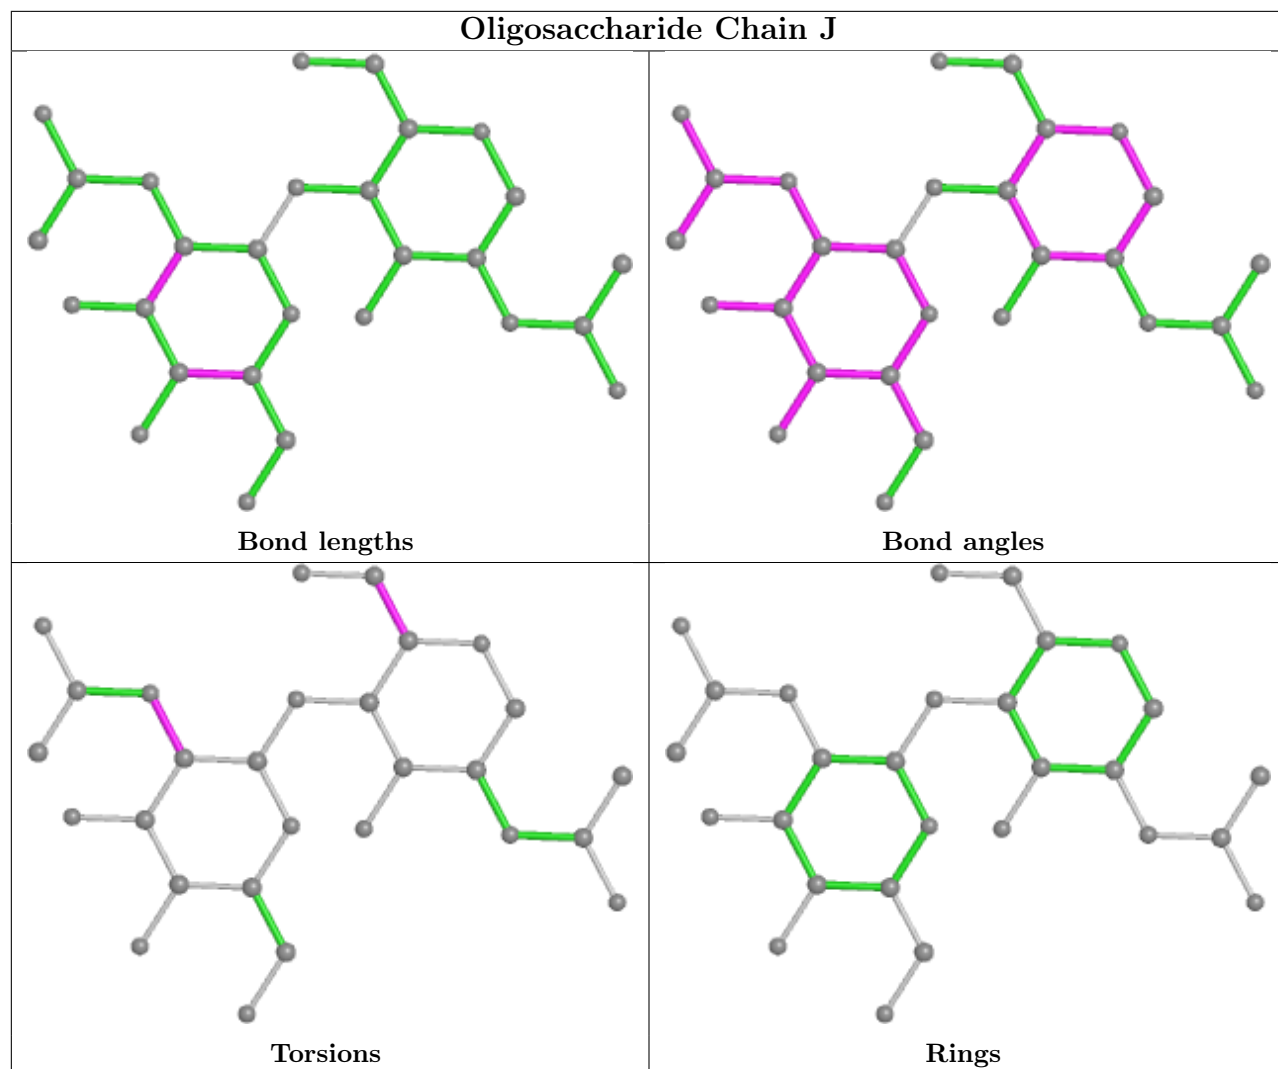 Oligosaccharide Chain J
Bond lengths
Bond angles
Torsions
Rings